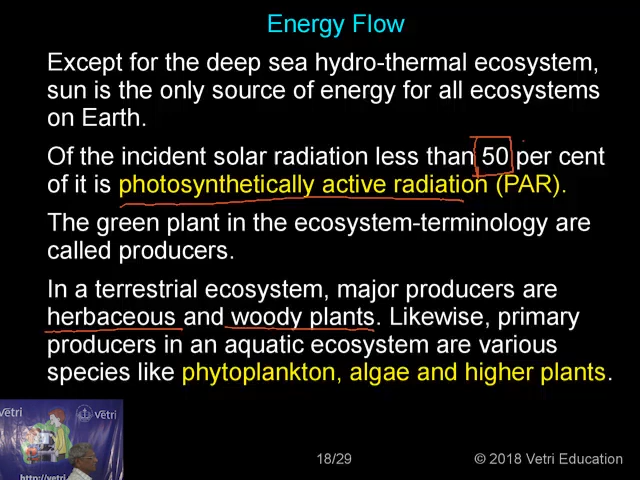 Energy Flow
Except for the deep sea hydro-thermal ecosystem,
sun is the only source of energy for all ecosystems
on Earth.
Of the incident solar radiation less than 50 per cent
of it is photosynthetically active radiation (PAR).
The green plant in the ecosystem-terminology are
called producers.
In a terrestrial ecosystem, major producers are
herbaceous and woody plants. Likewise, primary
producers in an aquatic ecosystem are various
species like phytoplankton, algae and higher plants.
Vetri
Vetri
http://vetri
18/29
© 2018 Vetri Education